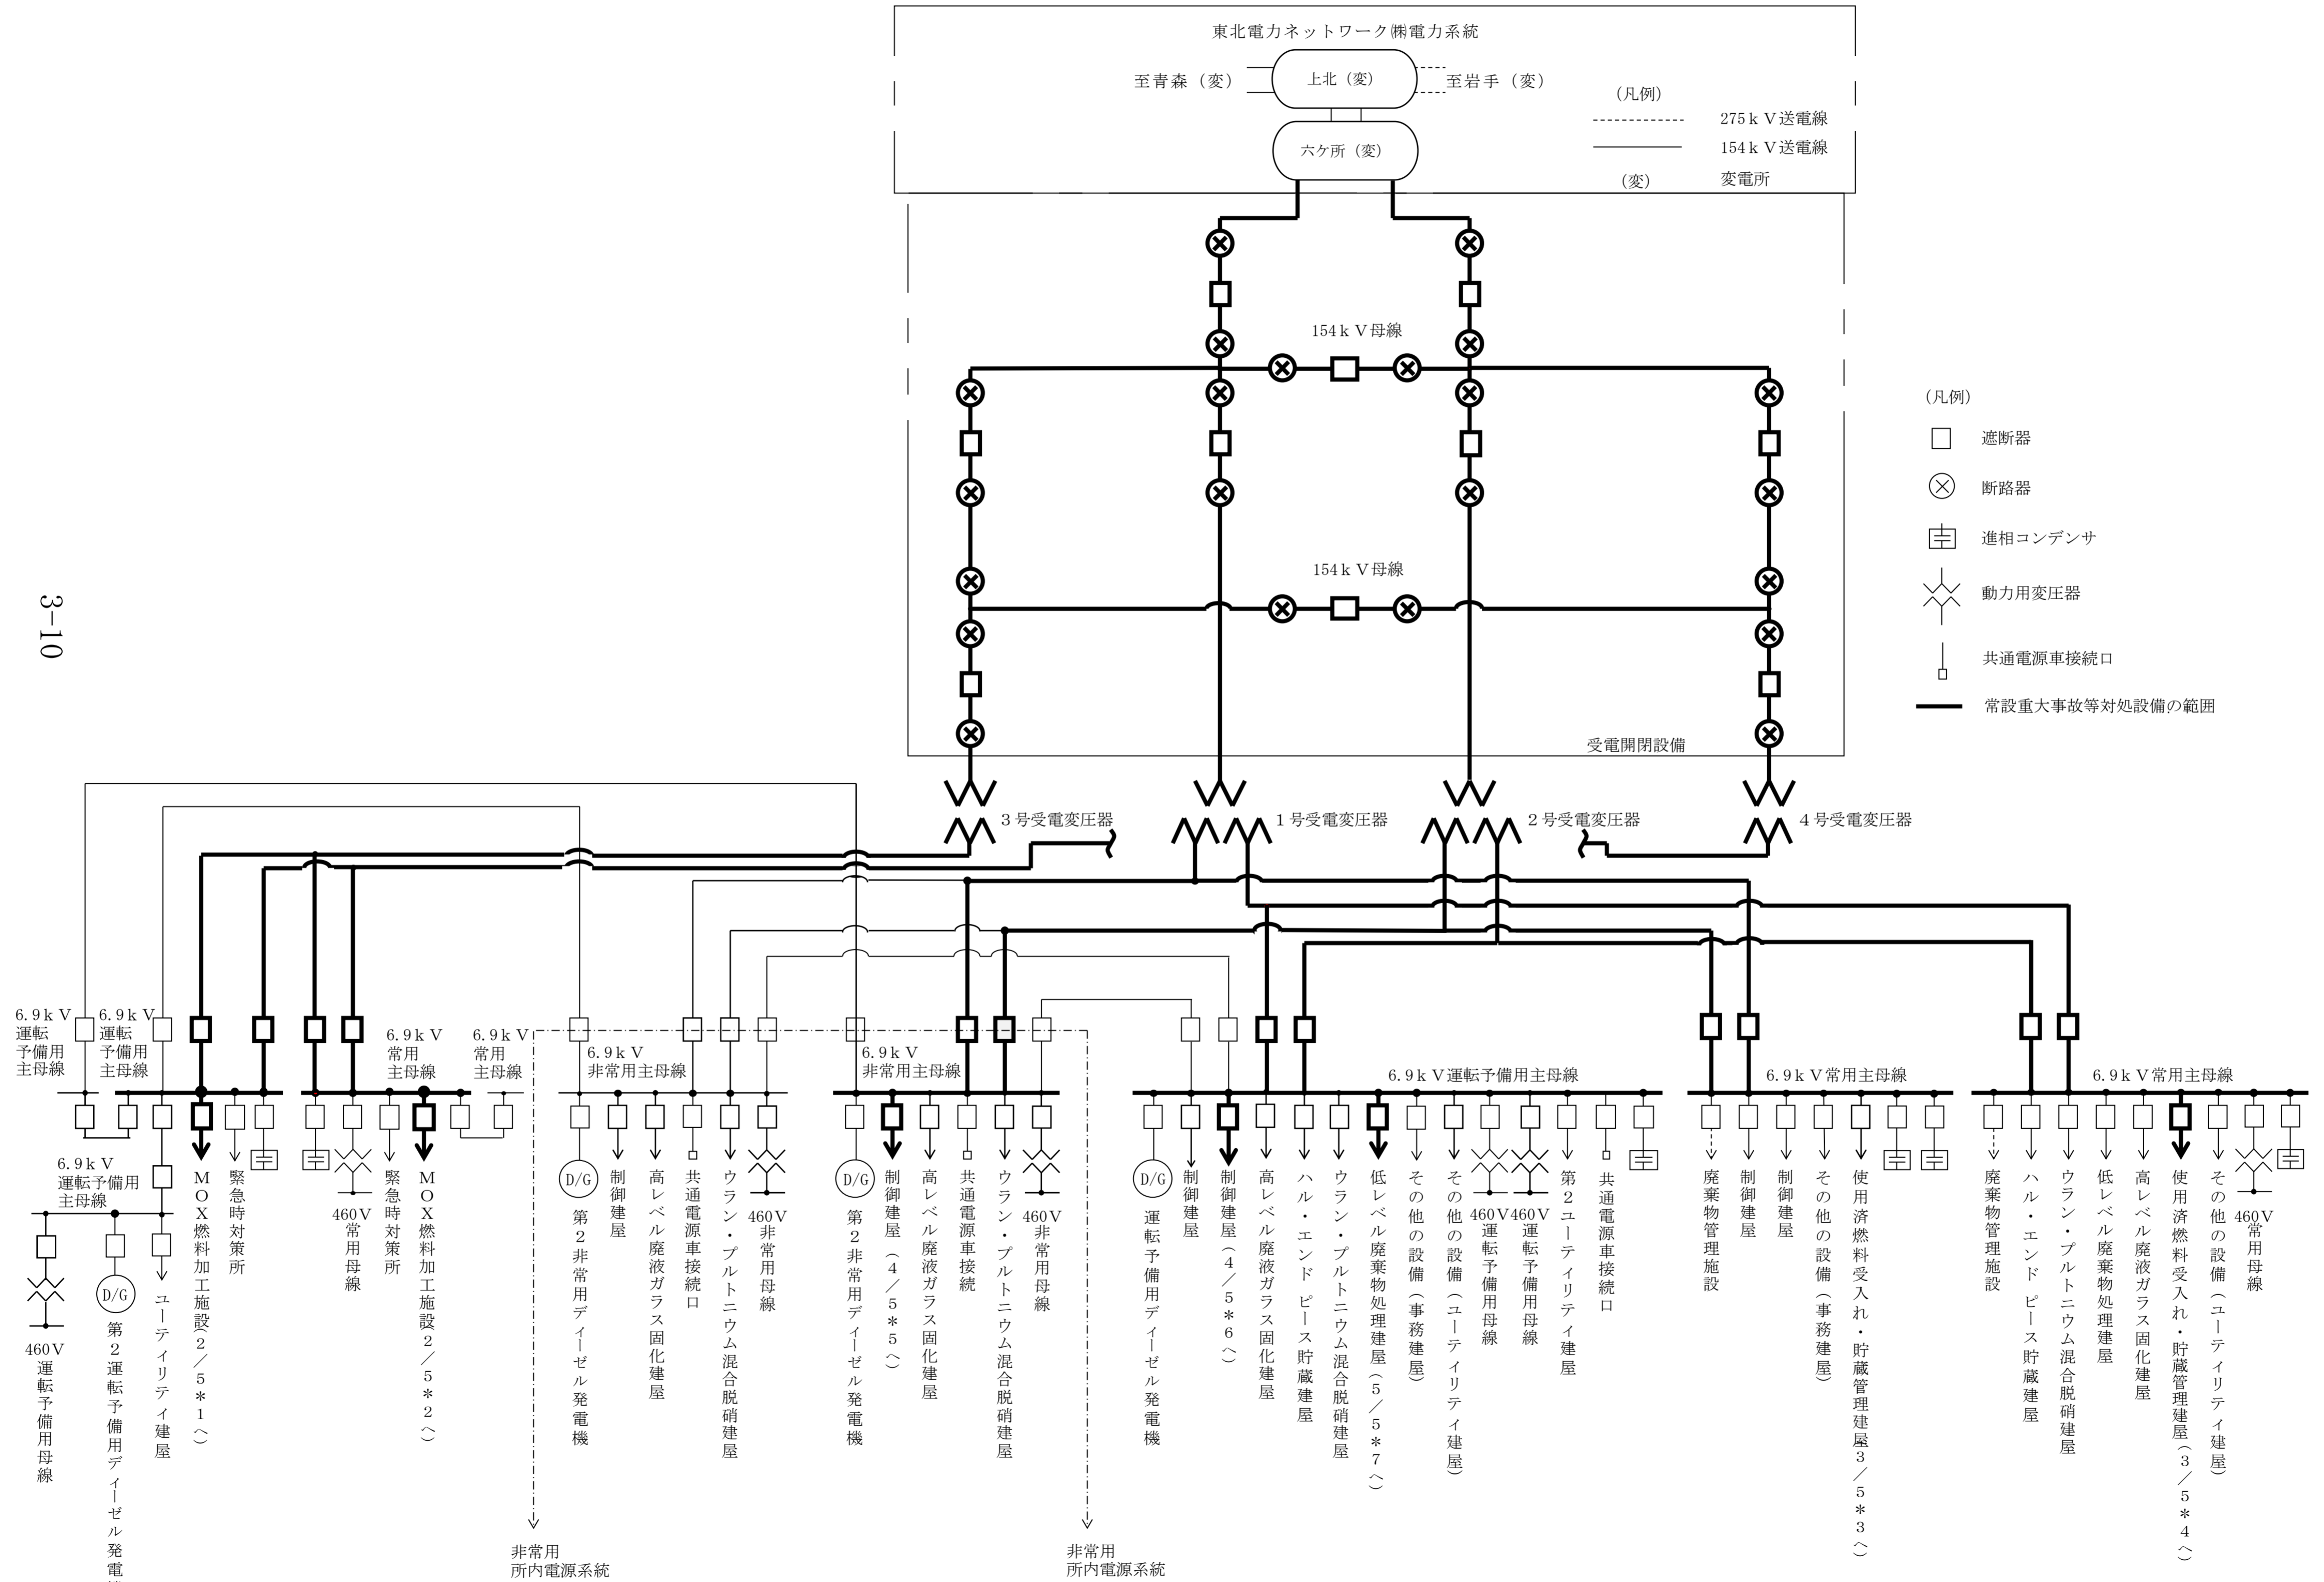 東北電力ネットワーク㈱電力系統
至青森（変）
上北（変）
至岩手（変）
六ケ所（変）
（凡例）
275ｋＶ送電線
154ｋＶ送電線
（変）
変電所
154ｋＶ母線
154ｋＶ母線
受電開閉設備
（凡例）
遮断器
断路器
進相コンデンサ
動力用変圧器
共通電源車接続口
常設重大事故等対処設備の範囲
3-10
3号受電変圧器
1号受電変圧器
2号受電変圧器
4号受電変圧器
6.9ｋＶ
運転
予備用
主母線
6.9ｋＶ
運転
予備用
主母線
6.9ｋＶ
常用
主母線
6.9ｋＶ
常用
主母線
6.9ｋＶ
非常用主母線
6.9ｋＶ
非常用主母線
6.9ｋＶ運転予備用主母線
6.9ｋＶ常用主母線
6.9ｋＶ常用主母線
6.9ｋＶ
運転予備用
主母線
460Ｖ
運転予備用母線
D/G
第２運転予備用ディーゼル発電
ユーティリティ建屋
ＭＯＸ燃料加工施設（２／５＊１へ）
緊急時対策所
460Ｖ
常用母線
緊急時対策所
ＭＯＸ燃料加工施設（２／５＊２へ）
D/G
第２非常用ディーゼル発電機
制御建屋
高レベル廃液ガラス固化建屋
共通電源車接続口
ウラン・プルトニウム混合脱硝建屋
460Ｖ
非常用母線
D/G
第２非常用ディーゼル発電機
制御建屋（４／５＊５へ）
高レベル廃液ガラス固化建屋
共通電源車接続
ウラン・プルトニウム混合脱硝建屋
460Ｖ
非常用母線
D/G
運転予備用ディーゼル発電機
制御建屋
制御建屋（４／５＊６へ）
高レベル廃液ガラス固化建屋
ハル・エンドピース貯蔵建屋
ウラン・プルトニウム混合脱硝建屋
低レベル廃棄物処理建屋（５／５＊７へ）
その他の設備（事務建屋）
その他の設備（ユーティリティ建屋）
460Ｖ
運転予備用母線
460Ｖ
運転予備用母線
第２ユーティリティ建屋
共通電源車接続口
廃棄物管理施設
制御建屋
制御建屋
その他の設備（事務建屋）
使用済燃料受入れ・貯蔵管理建屋（３／５＊３へ）
廃棄物管理施設
ハル・エンドピース貯蔵建屋
ウラン・プルトニウム混合脱硝建屋
低レベル廃棄物処理建屋
高レベル廃液ガラス固化建屋
使用済燃料受入れ・貯蔵管理建屋（３／５＊４へ）
その他の設備（ユーティリティ建屋）
460Ｖ
常用母線
非常用
所内電源系統
非常用
所内電源系統